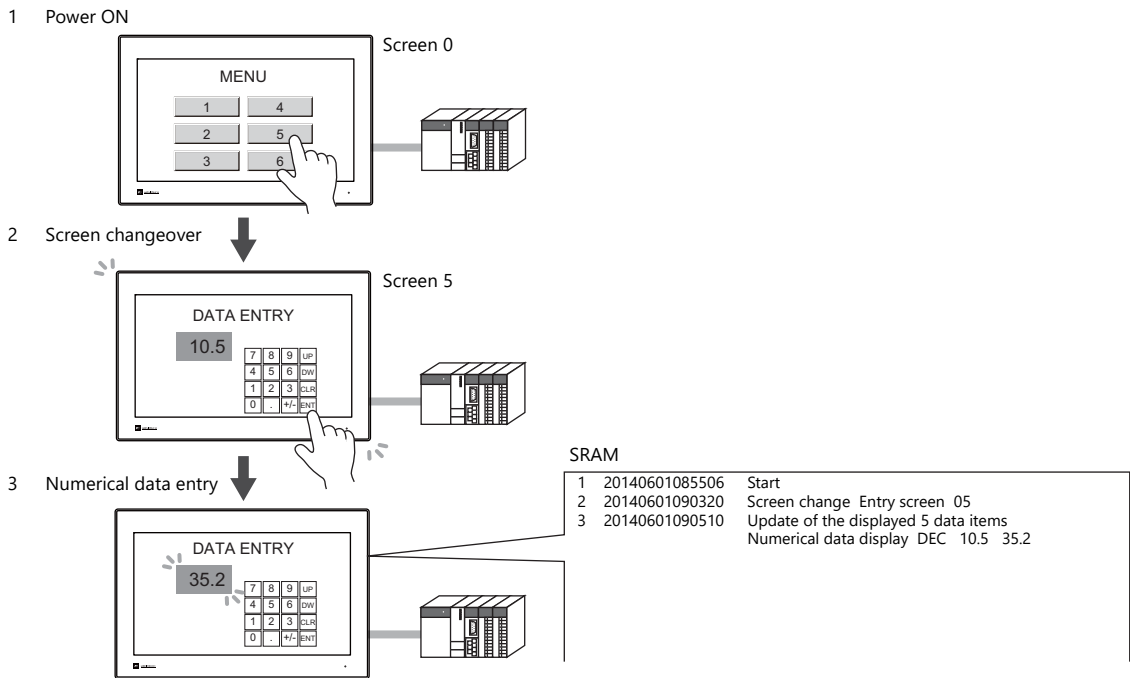 1 Power ON
Screen 0
MENU
1 4
2 5
3 6
2 Screen changeover
Screen 5
DATA ENTRY
10.5
7 8 9 UP
4 5 6 DW
1 2 3 CLR
0 . +/- ENT
3 Numerical data entry
DATA ENTRY
35.2
7 8 9 UP
4 5 6 DW
1 2 3 CLR
0 . +/- ENT
SRAM
1 20140601085506 Start
2 20140601090320 Screen change Entry screen 05
3 20140601090510 Update of the displayed 5 data items
Numerical data display DEC 10.5 35.2